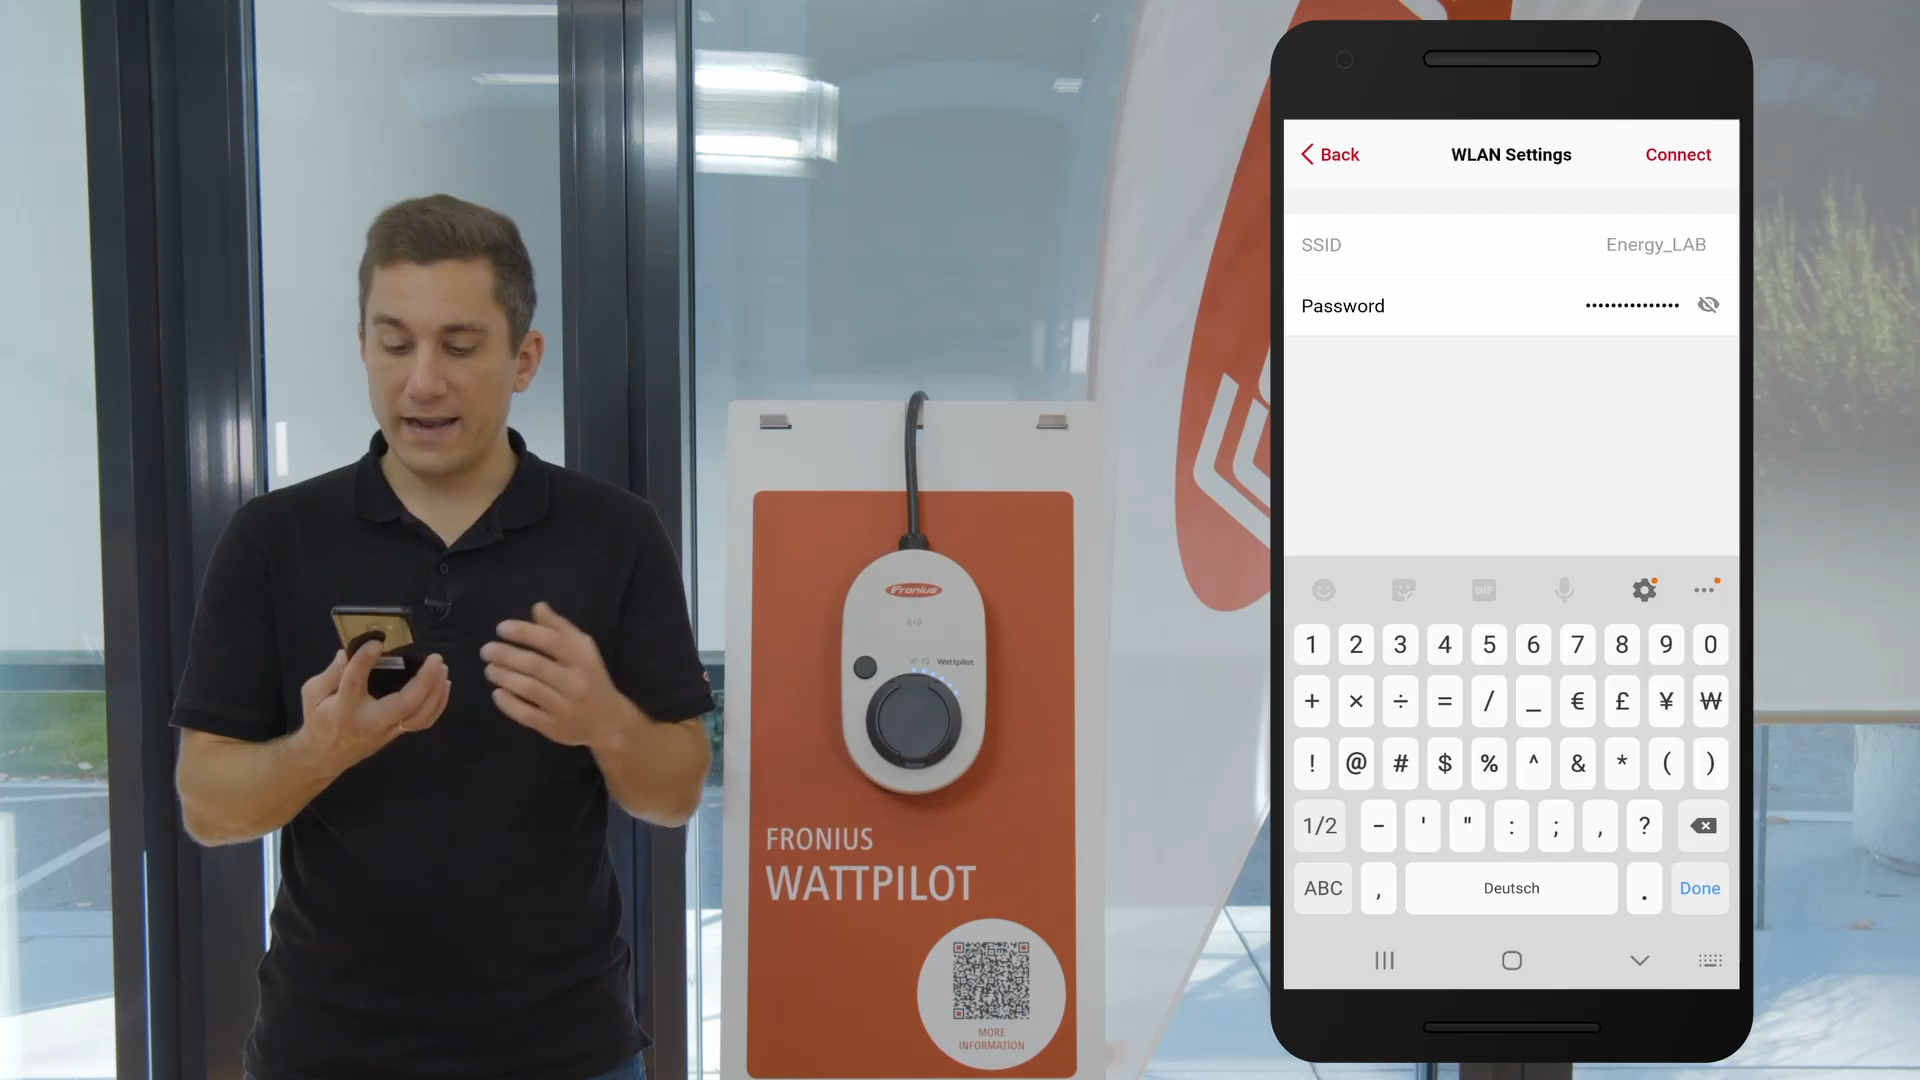 Back WLAN Settings Connect
SSID Energy_LAB
Password •••••••••••••••
GIF
1 2 3 4 5 6 7 8 9 0
+ × ÷ = / _ € £ ¥ ₩
! @ # $ % ^ & * ( )
1/2 - ' " : ; , ?
ABC , Deutsch . Done
Fronius
Wattpilot
FRONIUS
WATTPILOT
MORE
INFORMATION